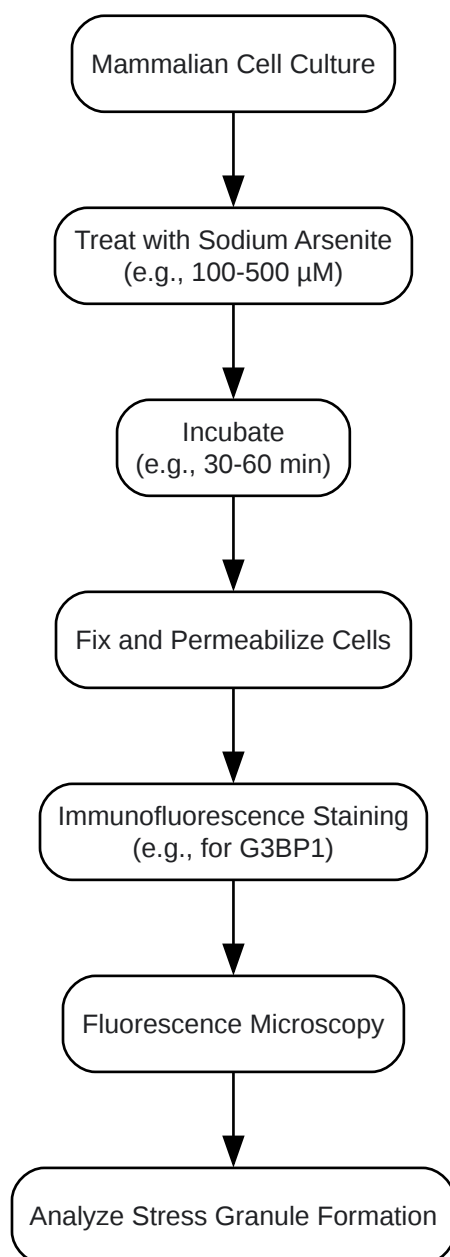 Mammalian Cell Culture
Treat with Sodium Arsenite
(e.g., 100-500 µM)
Incubate
(e.g., 30-60 min)
Fix and Permeabilize Cells
Immunofluorescence Staining
(e.g., for G3BP1)
Fluorescence Microscopy
Analyze Stress Granule Formation